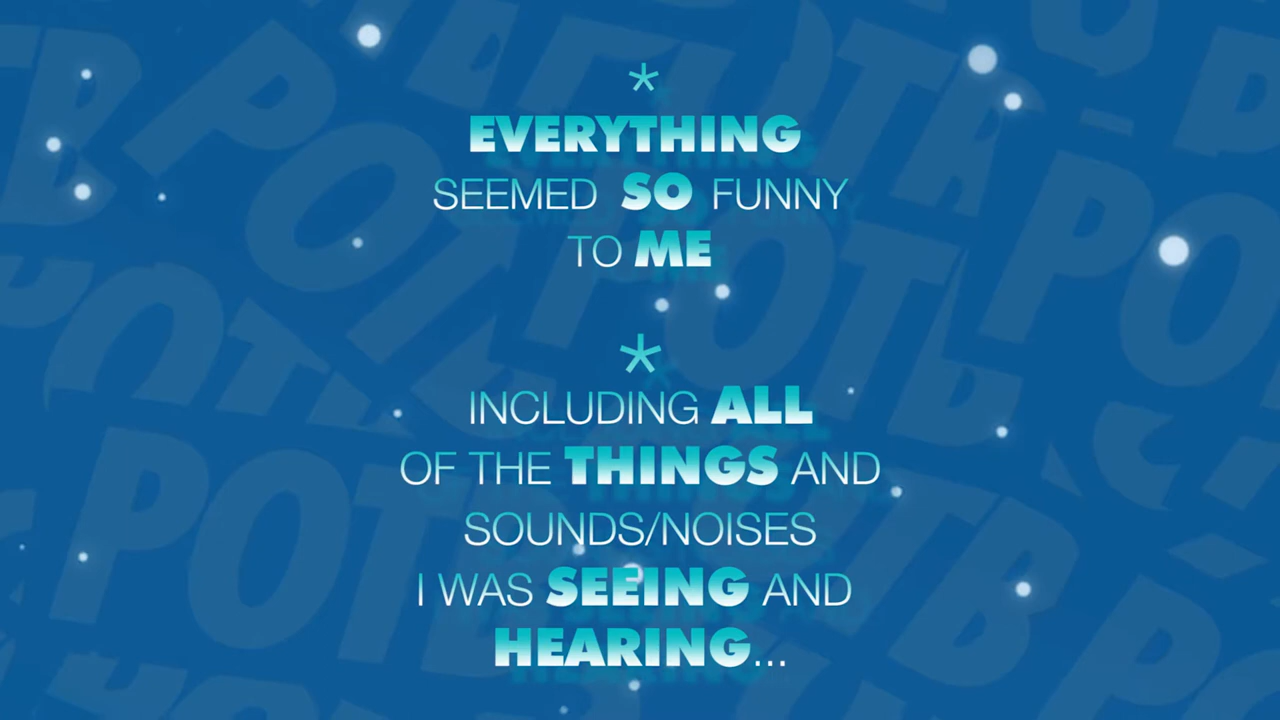 *
EVERYTHING
SEEMED SO FUNNY
TO ME
*
INCLUDING ALL
OF THE THINGS AND
SOUNDS/NOISES
I WAS SEEING AND
HEARING...